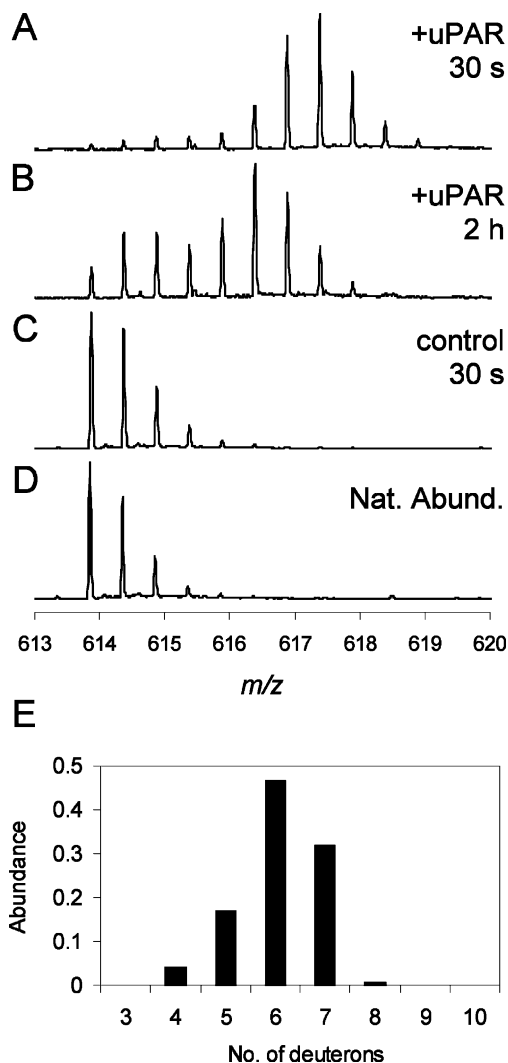 A
+uPAR
30 s
B
+uPAR
2 h
C
control
30 s
D
Nat. Abund.
613 614 615 616 617 618 619 620
m/z
E
0.5
0.4
0.3
0.2
0.1
0
Abundance
3 4 5 6 7 8 9 10
No. of deuterons